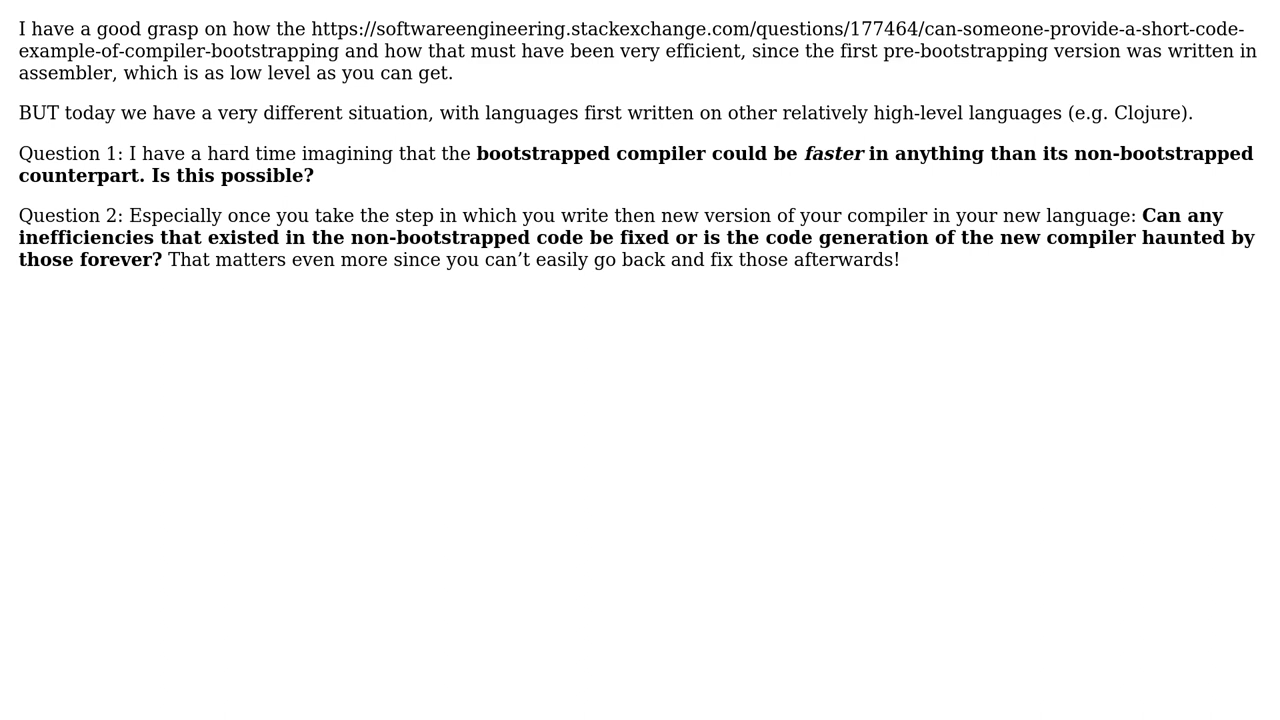 I have a good grasp on how the https://softwareengineering.stackexchange.com/questions/177464/can-someone-provide-a-short-code-
example-of-compiler-bootstrapping and how that must have been very efficient, since the first pre-bootstrapping version was written in
assembler, which is as low level as you can get.
BUT today we have a very different situation, with languages first written on other relatively high-level languages (e.g. Clojure).
Question 1: I have a hard time imagining that the bootstrapped compiler could be faster in anything than its non-bootstrapped
counterpart. Is this possible?
Question 2: Especially once you take the step in which you write then new version of your compiler in your new language: Can any
inefficiencies that existed in the non-bootstrapped code be fixed or is the code generation of the new compiler haunted by
those forever? That matters even more since you can’t easily go back and fix those afterwards!